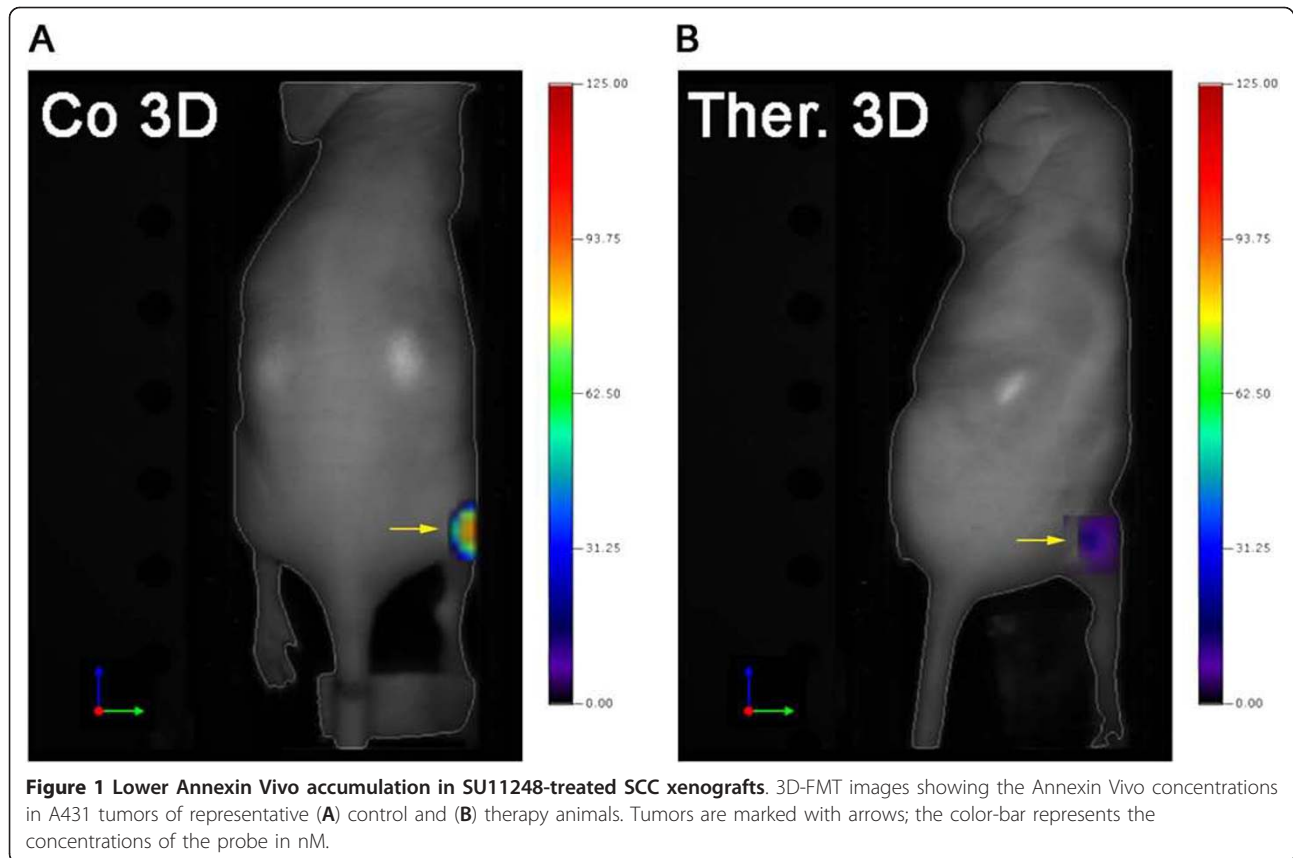 A
B
Co 3D
125.00
93.75
62.50
31.25
0.00
Ther. 3D
125.00
93.75
62.50
31.25
0.00
Figure 1 Lower Annexin Vivo accumulation in SU11248-treated SCC xenografts. 3D-FMT images showing the Annexin Vivo concentrations
in A431 tumors of representative (A) control and (B) therapy animals. Tumors are marked with arrows; the color-bar represents the
concentrations of the probe in nM.